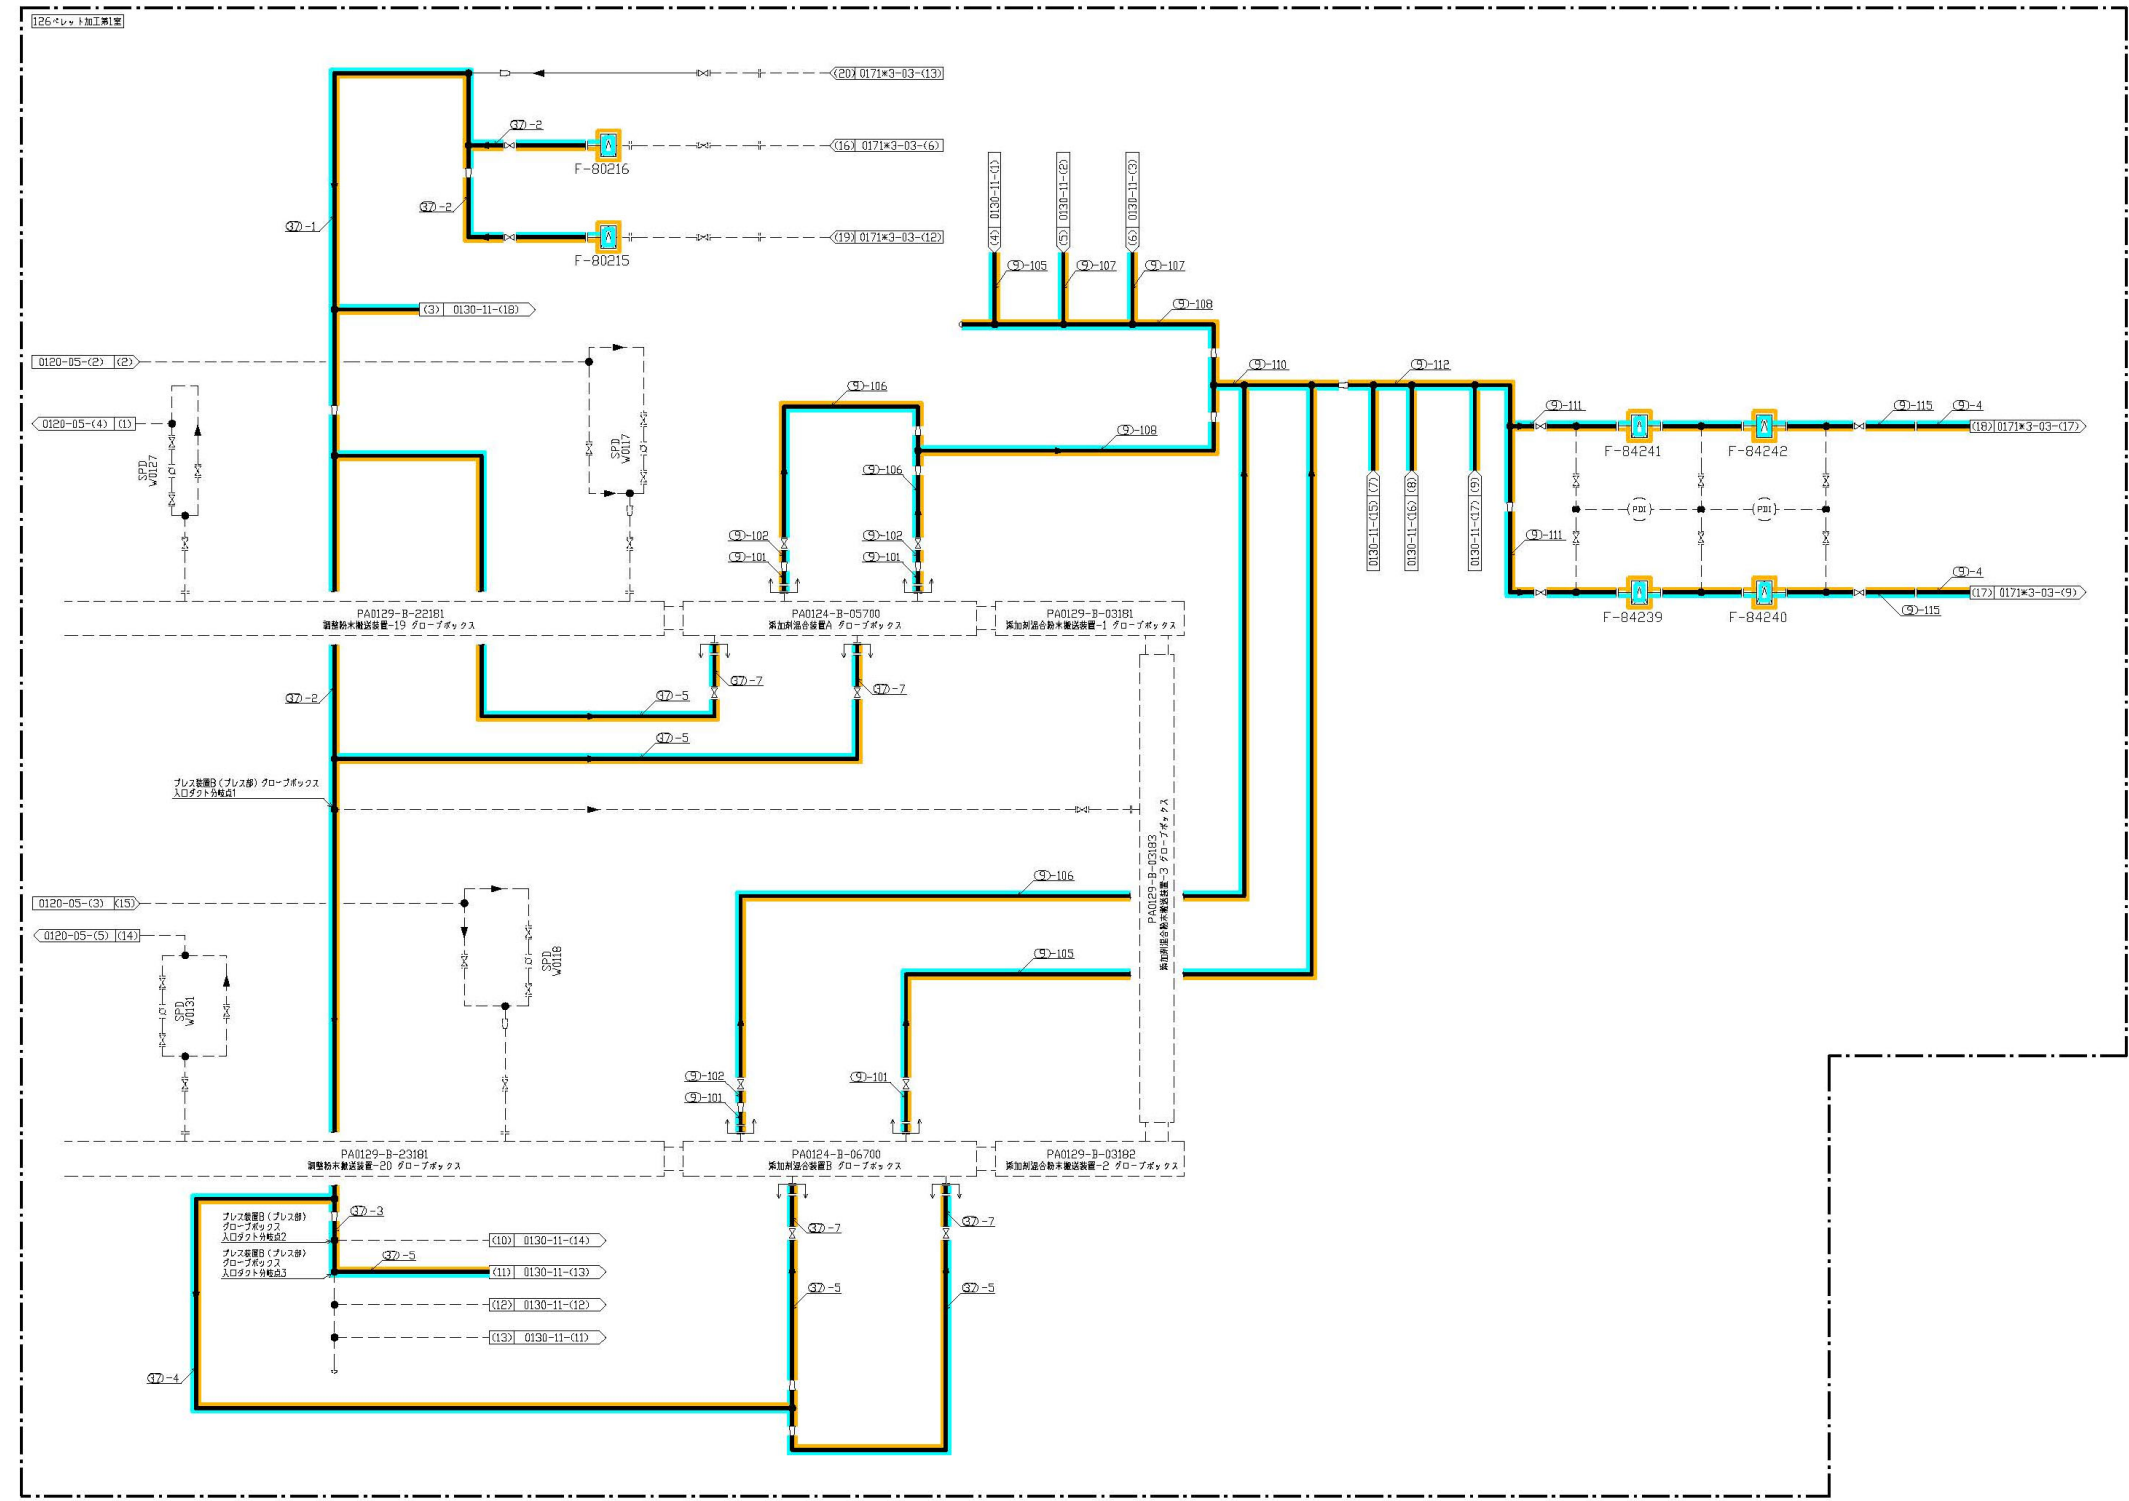 126ペレット加工第1室
(20) 0171*3-03-(13)
37-2
(16) 0171*3-03-(6)
F-80216
37-2
37-1
(19) 0171*3-03-(12)
F-80215
(4) 0130-11-(1)
(5) 0130-11-(2)
(6) 0130-11-(3)
9-105
9-107
9-107
9-108
(3) 0130-11-(18)
0120-05-(2) (2)
9-110
9-112
9-106
0120-05-(4) (1)
SPD
W0127
SPD
W0117
9-108
9-106
9-111
9-115
9-4
(18) 0171*3-03-(17)
F-84241
F-84242
0130-11-(15) (7)
0130-11-(16) (8)
0130-11-(17) (9)
PDI
PDI
9-102
9-102
9-101
9-101
9-111
9-4
(17) 0171*3-03-(9)
9-115
F-84239
F-84240
PA0129-B-22181
調整粉末搬送装置-19 グローブボックス
PA0124-B-05700
添加剤混合装置A グローブボックス
PA0129-B-03181
添加剤混合粉末搬送装置-1 グローブボックス
37-2
37-5
37-7
37-7
37-5
プレス装置B(プレス部)グローブボックス
入口ダクト分岐点1
PA0129-B-03183
添加剤混合粉末搬送装置-3 グローブボックス
9-106
0120-05-(3) (15)
0120-05-(5) (14)
SPD
W0131
SPD
W0118
9-105
9-102
9-101
9-101
PA0129-B-23181
調整粉末搬送装置-20 グローブボックス
PA0124-B-06700
添加剤混合装置B グローブボックス
PA0129-B-03182
添加剤混合粉末搬送装置-2 グローブボックス
プレス装置B(プレス部)
グローブボックス
入口ダクト分岐点2
37-3
(10) 0130-11-(14)
プレス装置B(プレス部)
グローブボックス
入口ダクト分岐点3
37-5
(11) 0130-11-(13)
37-7
37-7
(12) 0130-11-(12)
37-5
37-5
(13) 0130-11-(11)
37-4